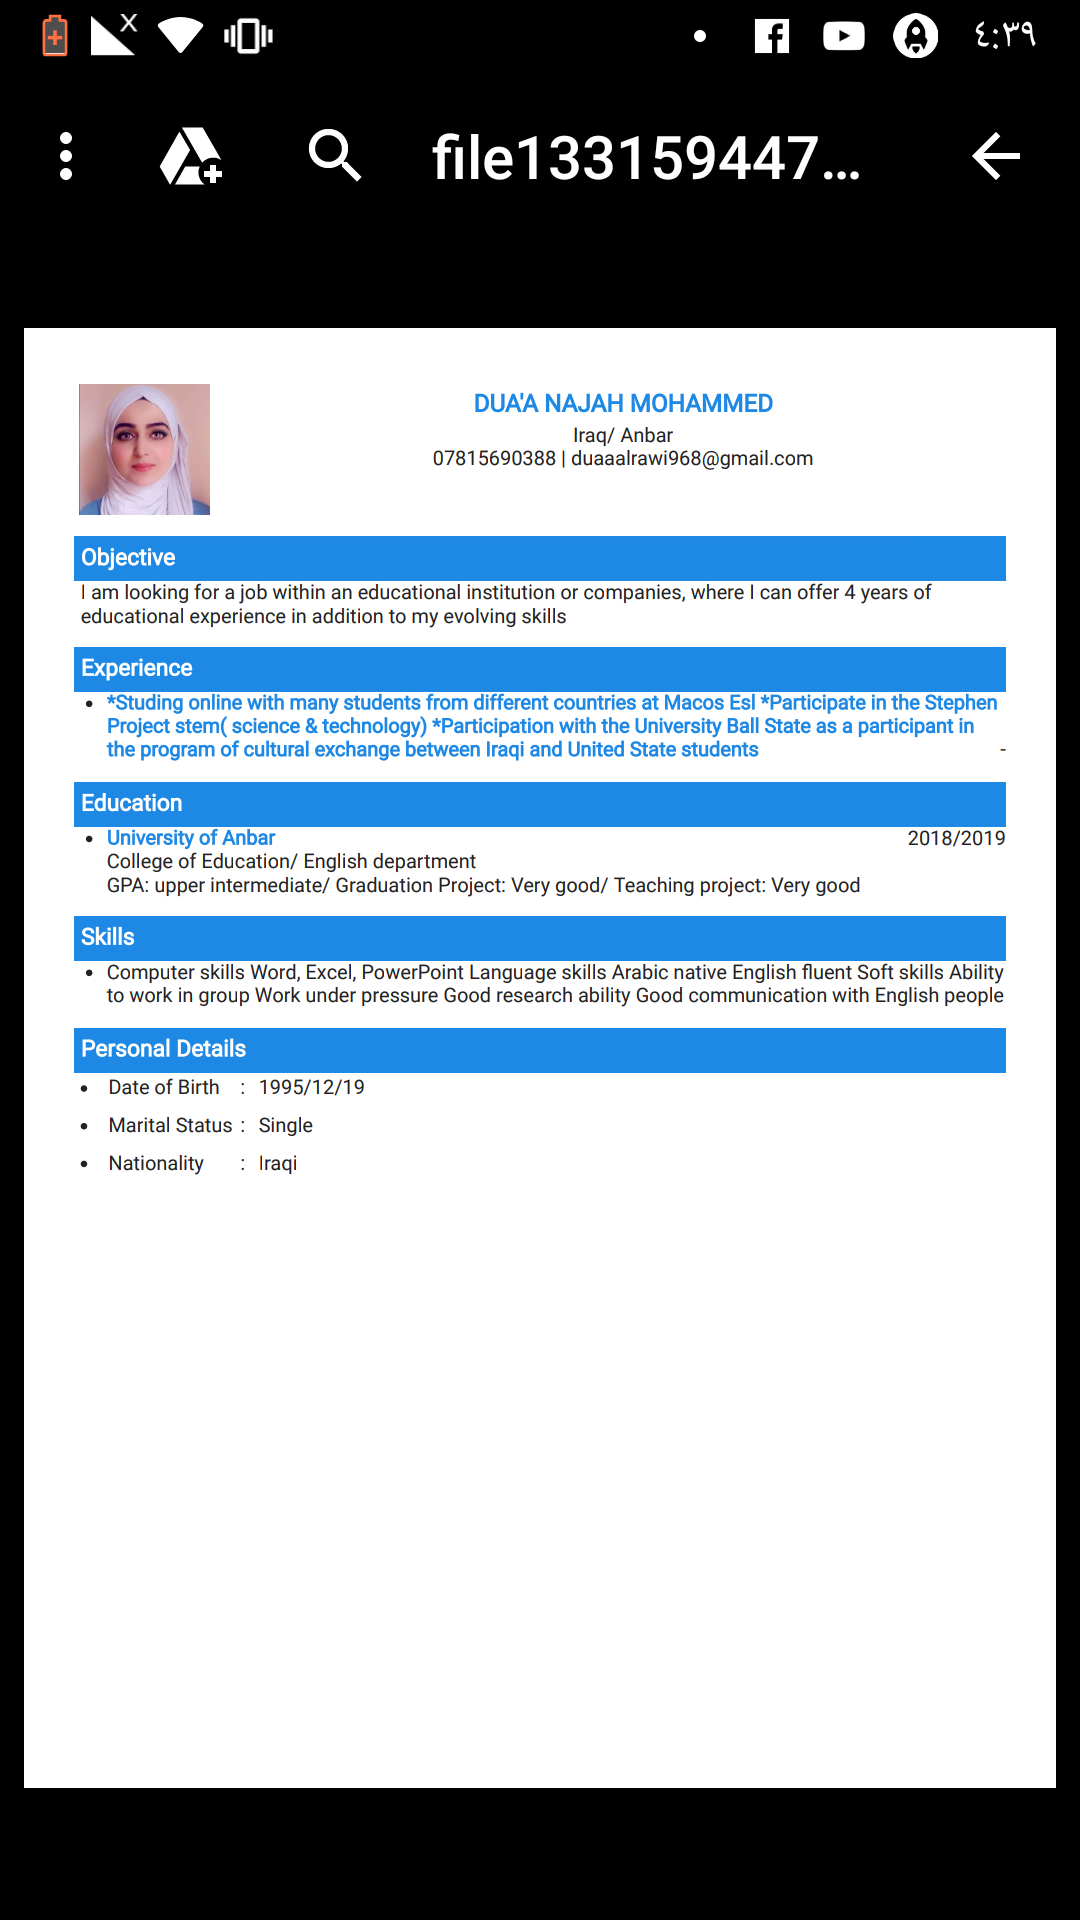 ٤:٣٩
file133159447...
DUA'A NAJAH MOHAMMED
Iraq/ Anbar
07815690388 | duaaalrawi968@gmail.com
Objective
I am looking for a job within an educational institution or companies, where I can offer 4 years of
educational experience in addition to my evolving skills
Experience
• *Studing online with many students from different countries at Macos Esl *Participate in the Stephen
Project stem( science & technology) *Participation with the University Ball State as a participant in
the program of cultural exchange between Iraqi and United State students -
Education
• University of Anbar 2018/2019
College of Education/ English department
GPA: upper intermediate/ Graduation Project: Very good/ Teaching project: Very good
Skills
• Computer skills Word, Excel, PowerPoint Language skills Arabic native English fluent Soft skills Ability
to work in group Work under pressure Good research ability Good communication with English people
Personal Details
• Date of Birth : 1995/12/19
• Marital Status : Single
• Nationality : Iraqi